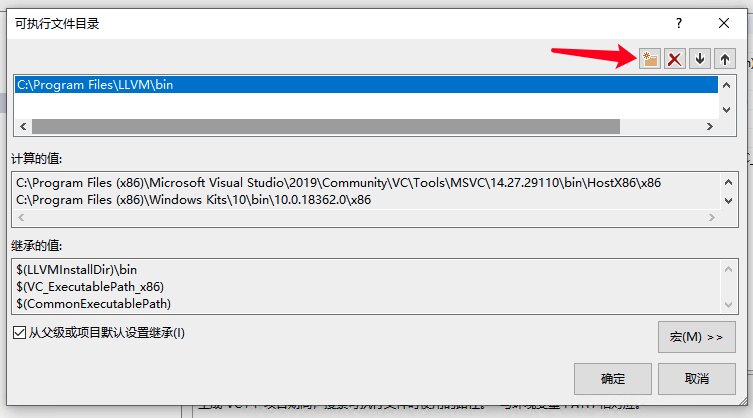 可执行文件目录
C:\Program Files\LLVM\bin
计算的值:
C:\Program Files (x86)\Microsoft Visual Studio\2019\Community\VC\Tools\MSVC\14.27.29110\bin\HostX86\x86
C:\Program Files (x86)\Windows Kits\10\bin\10.0.18362.0\x86
继承的值:
$(LLVMInstallDir)\bin
$(VC_ExecutablePath_x86)
$(CommonExecutablePath)
从父级或项目默认设置继承(I)
宏(M) >>
确定
取消